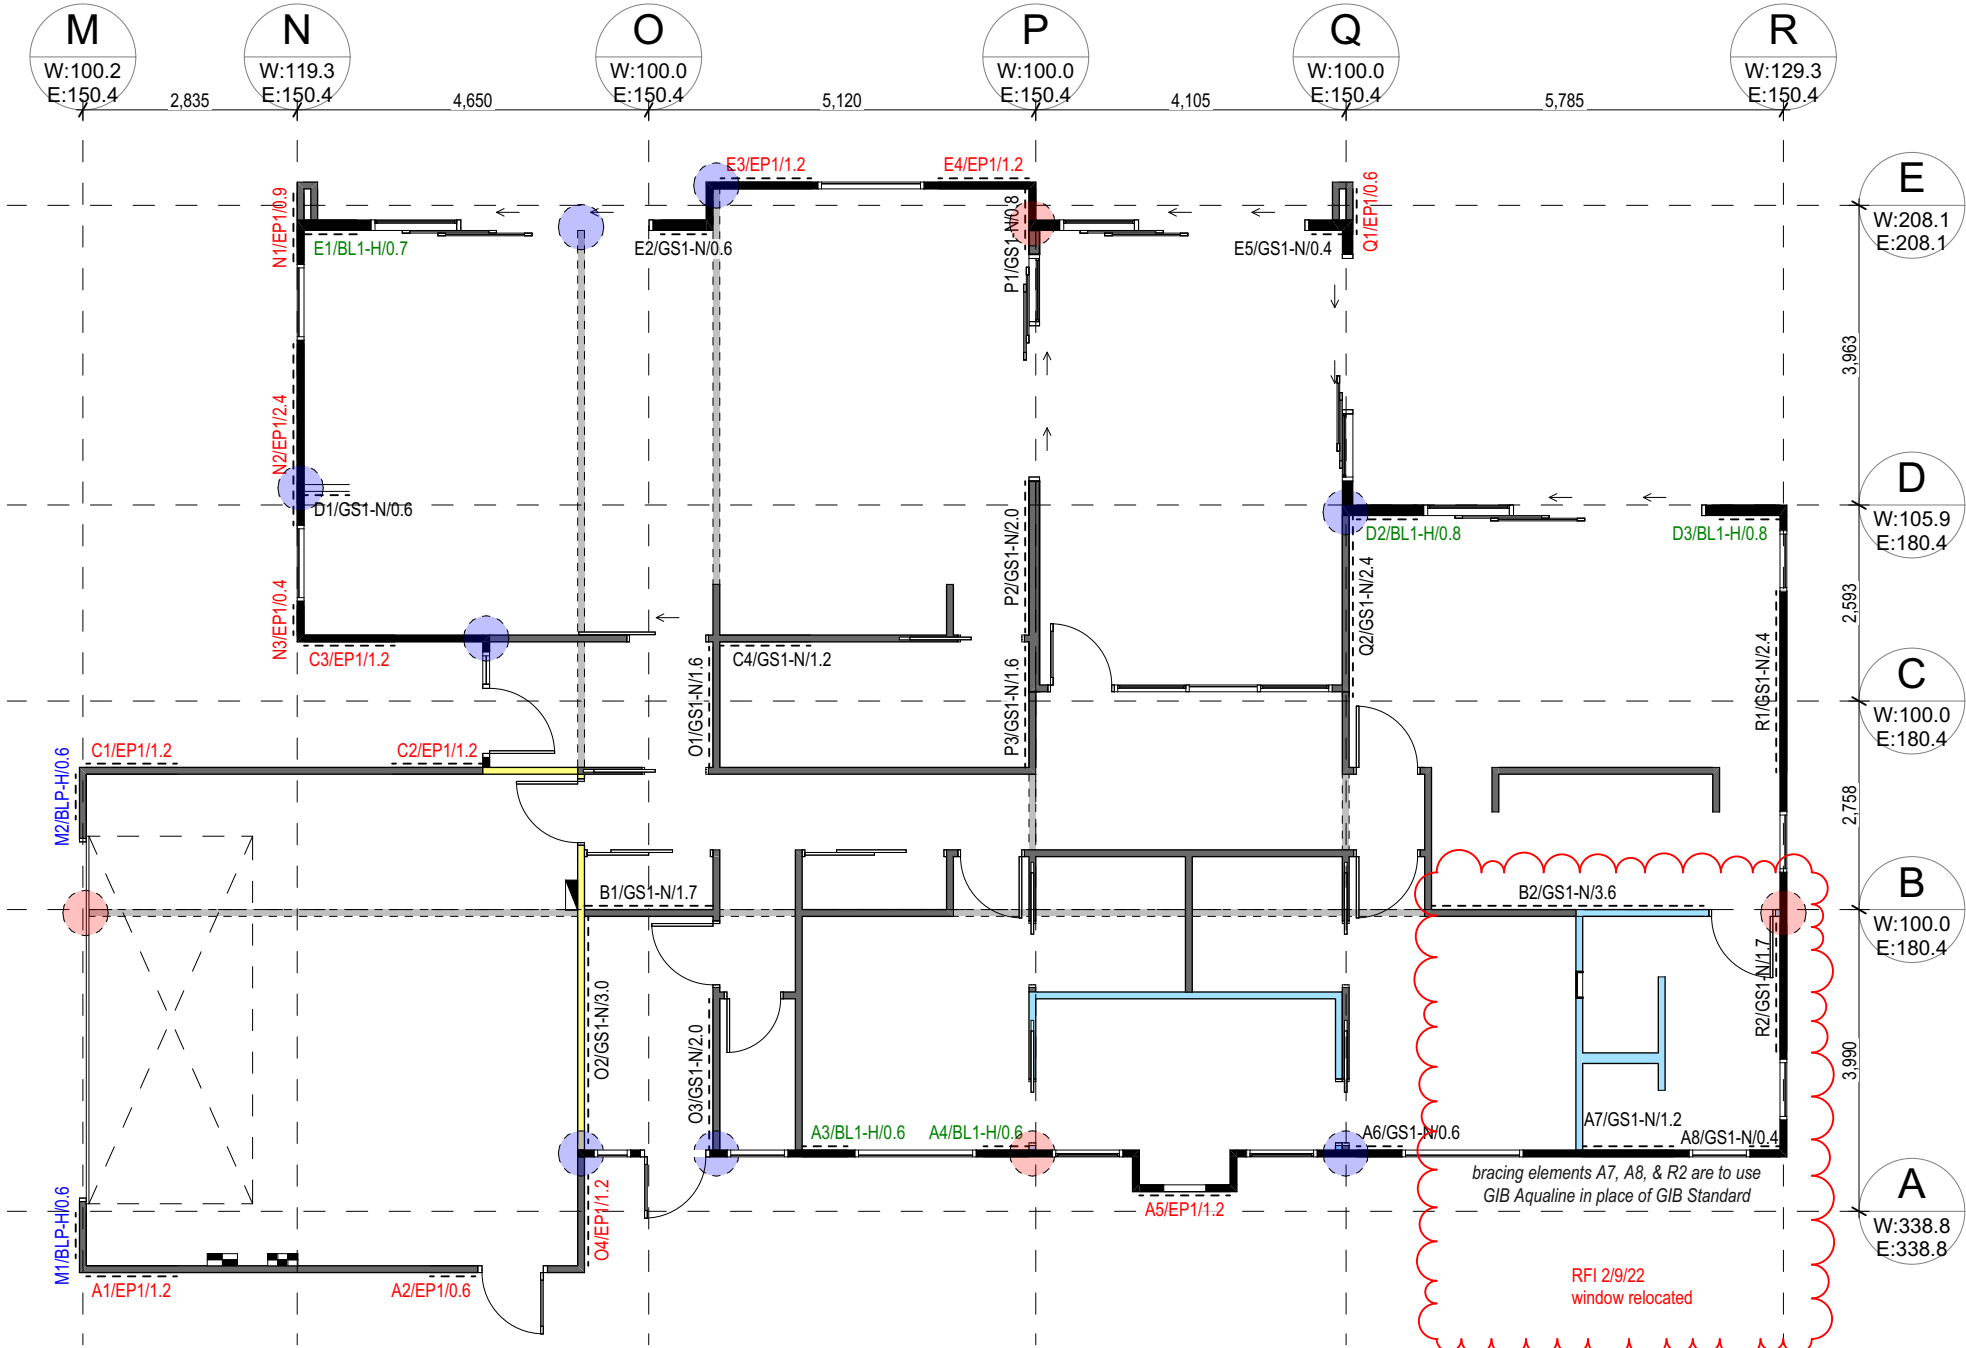 M
W:100.2
E:150.4
N
W:119.3
E:150.4
O
W:100.0
E:150.4
P
W:100.0
E:150.4
Q
W:100.0
E:150.4
R
W:129.3
E:150.4
2,835
4,650
5,120
4,105
5,785
E
W:208.1
E:208.1
D
W:105.9
E:180.4
C
W:100.0
E:180.4
B
W:100.0
E:180.4
A
W:338.8
E:338.8
3,963
2,593
2,758
3,990
E3/EP1/1.2
E4/EP1/1.2
N1/EP1/0.9
E1/BL1-H/0.7
E2/GS1-N/0.6
P1/GS1-N/0.8
E5/GS1-N/0.4
Q1/EP1/0.6
N2/EP1/2.4
D1/GS1-N/0.6
P2/GS1-N/2.0
D2/BL1-H/0.8
D3/BL1-H/0.8
Q2/GS1-N/2.4
N3/EP1/0.4
C3/EP1/1.2
O1/GS1-N/1.6
C4/GS1-N/1.2
P3/GS1-N/1.6
R1/GS1-N/2.4
C1/EP1/1.2
C2/EP1/1.2
M2/BLP-H/0.6
B1/GS1-N/1.7
B2/GS1-N/3.6
O2/GS1-N/3.0
O3/GS1-N/2.0
R2/GS1-N/1.7
A3/BL1-H/0.6
A4/BL1-H/0.6
A6/GS1-N/0.6
A7/GS1-N/1.2
A8/GS1-N/0.4
bracing elements A7, A8, & R2 are to use
GIB Aqualine in place of GIB Standard
A5/EP1/1.2
O4/EP1/1.2
M1/BLP-H/0.6
A1/EP1/1.2
A2/EP1/0.6
RFI 2/9/22
window relocated